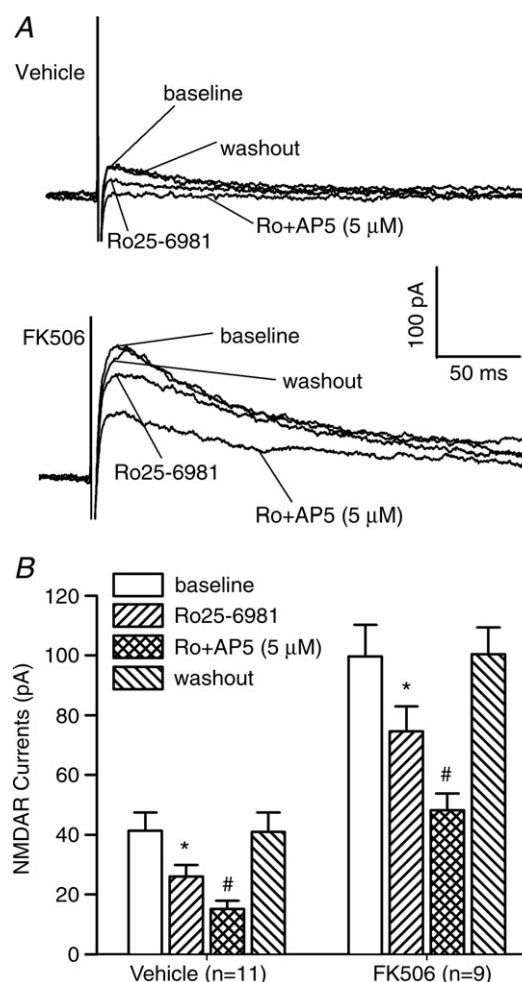 A
Vehicle
baseline
washout
Ro+AP5 (5 μM)
Ro25-6981
100 pA
50 ms
FK506
baseline
washout
Ro25-6981
Ro+AP5 (5 μM)
B
baseline
Ro25-6981
Ro+AP5 (5 μM)
washout
NMDAR Currents (pA)
120
100
80
60
40
20
0
* # * #
Vehicle (n=11) FK506 (n=9)